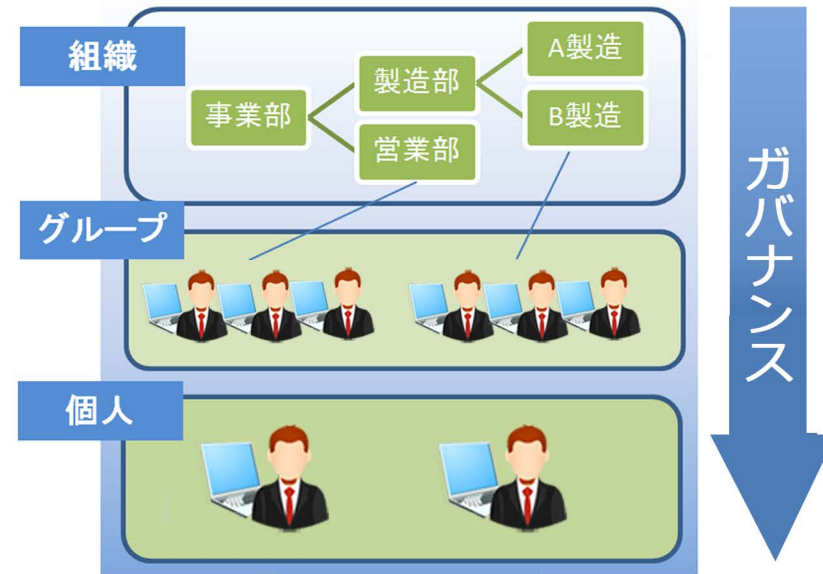 組織
事業部
製造部
営業部
A製造
B製造
グループ
個人
ガバナンス